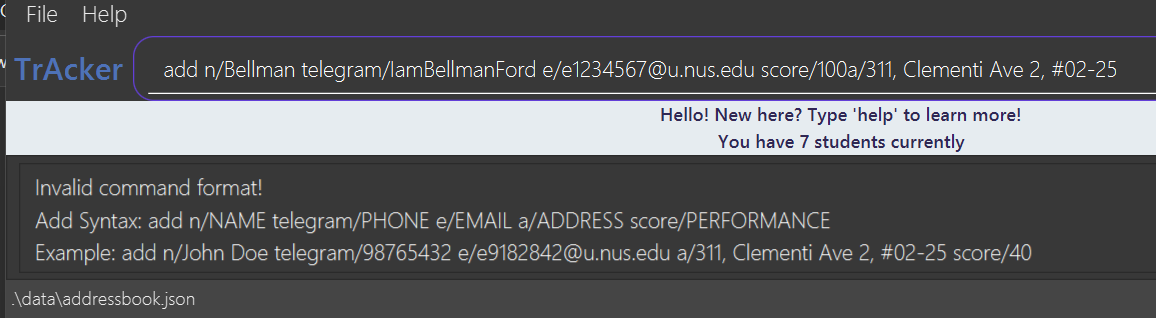 File Help
TrAcker
add n/Bellman telegram/IamBellmanFord e/e1234567@u.nus.edu score/100a/311, Clementi Ave 2, #02-25
Hello! New here? Type 'help' to learn more!
You have 7 students currently
Invalid command format!
Add Syntax: add n/NAME telegram/PHONE e/EMAIL a/ADDRESS score/PERFORMANCE
Example: add n/John Doe telegram/98765432 e/e9182842@u.nus.edu a/311, Clementi Ave 2, #02-25 score/40
.\data\addressbook.json